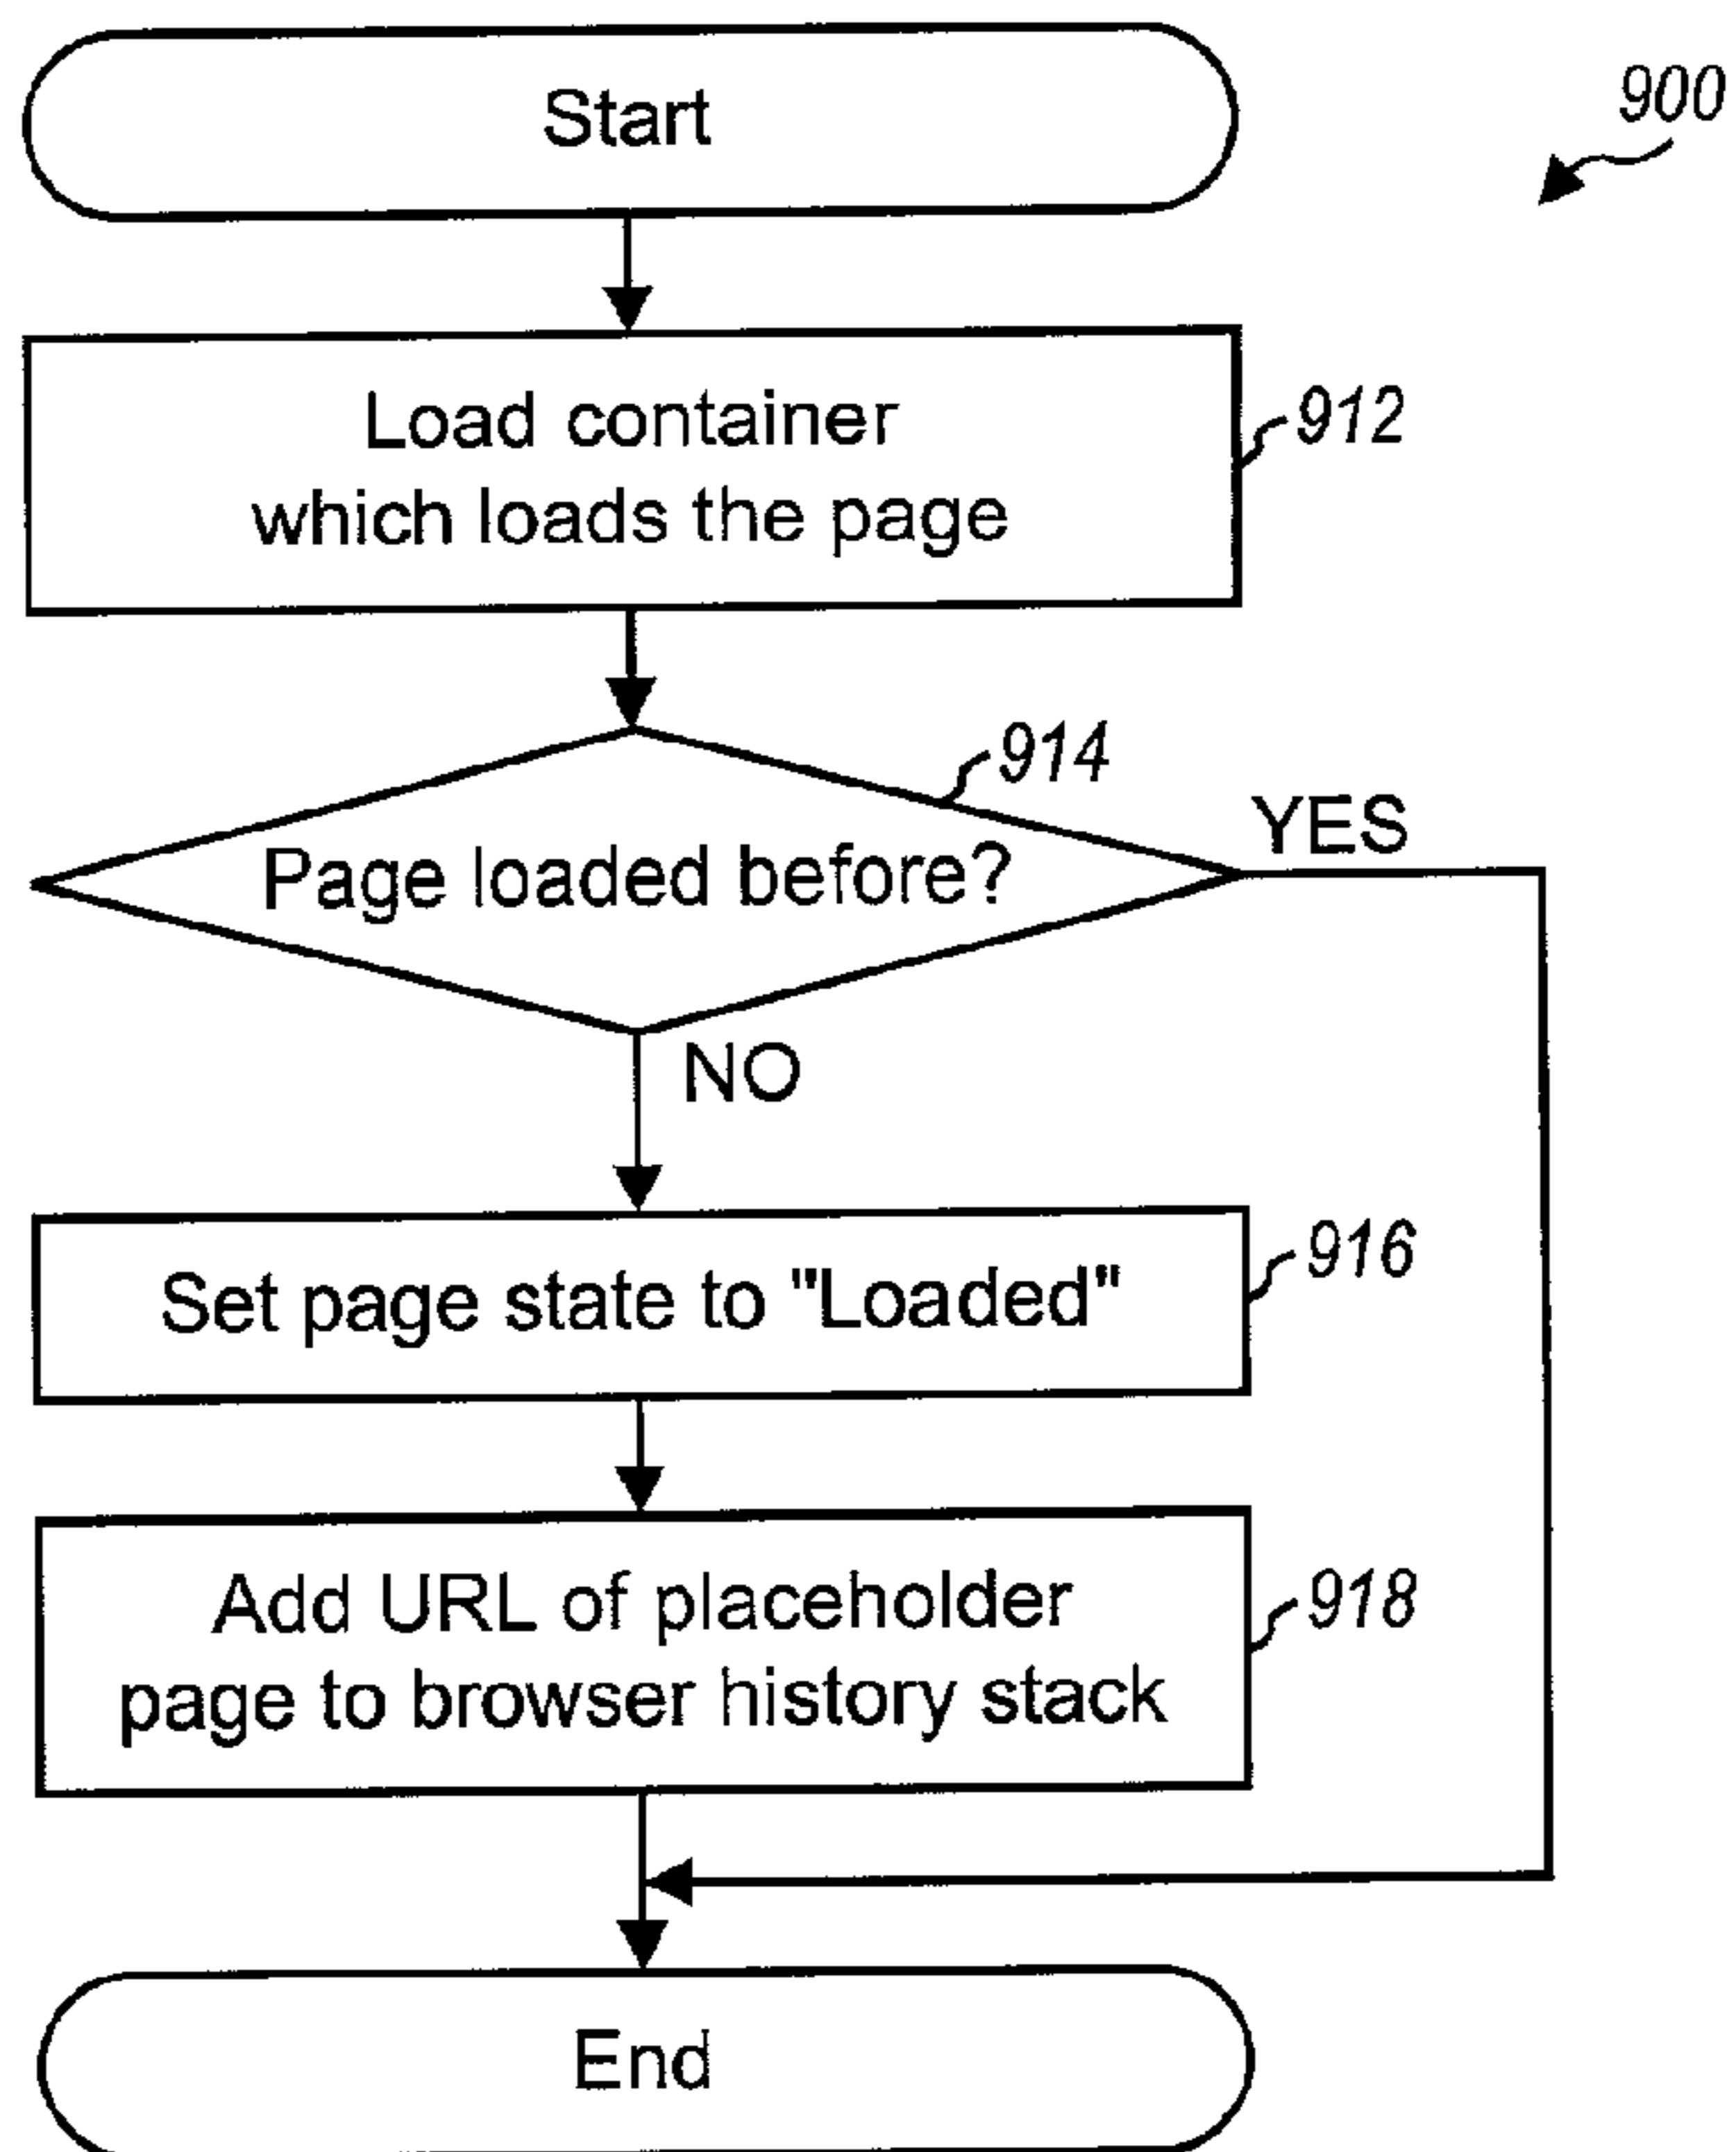 Start
900
Load container
which loads the page
912
914
Page loaded before?
YES
NO
Set page state to "Loaded"
916
Add URL of placeholder
page to browser history stack
918
End